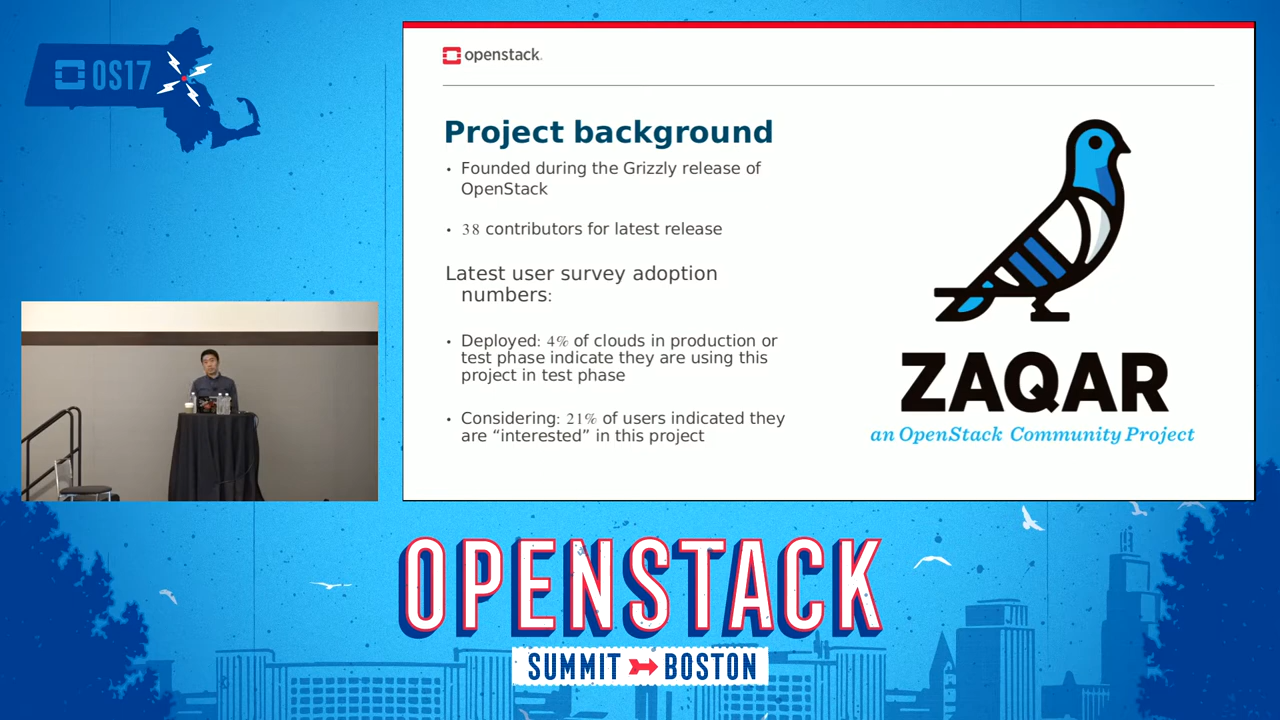 OS17
openstack.
Project background
• Founded during the Grizzly release of
OpenStack
• 38 contributors for latest release
Latest user survey adoption
numbers:
• Deployed: 4% of clouds in production or
test phase indicate they are using this
project in test phase
• Considering: 21% of users indicated they
are “interested” in this project
ZAQAR
an OpenStack Community Project
OPENSTACK
SUMMIT BOSTON